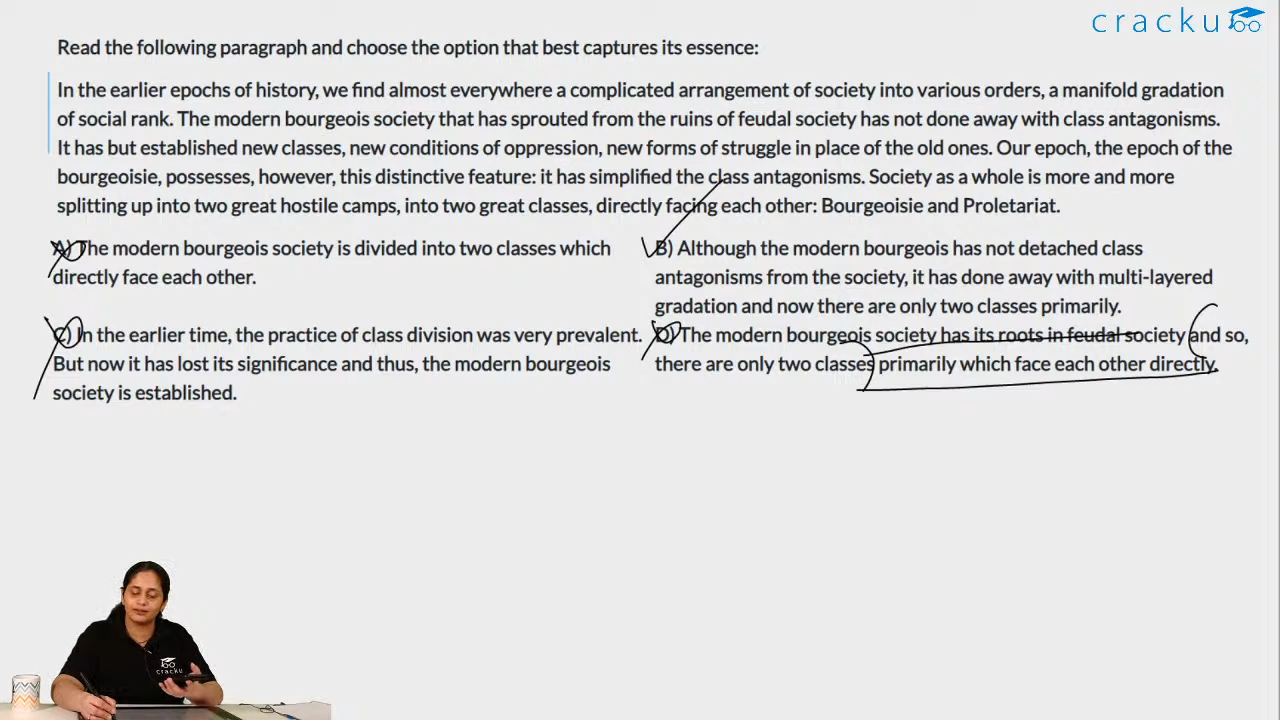 cracku
Read the following paragraph and choose the option that best captures its essence:
In the earlier epochs of history, we find almost everywhere a complicated arrangement of society into various orders, a manifold gradation
of social rank. The modern bourgeois society that has sprouted from the ruins of feudal society has not done away with class antagonisms.
It has but established new classes, new conditions of oppression, new forms of struggle in place of the old ones. Our epoch, the epoch of the
bourgeoisie, possesses, however, this distinctive feature: it has simplified the class antagonisms. Society as a whole is more and more
splitting up into two great hostile camps, into two great classes, directly facing each other: Bourgeoisie and Proletariat.
A) The modern bourgeois society is divided into two classes which
directly face each other.
B) Although the modern bourgeois has not detached class
antagonisms from the society, it has done away with multi-layered
gradation and now there are only two classes primarily.
C) In the earlier time, the practice of class division was very prevalent.
But now it has lost its significance and thus, the modern bourgeois
society is established.
D) The modern bourgeois society has its roots in feudal society and so,
there are only two classes primarily which face each other directly.
cracku